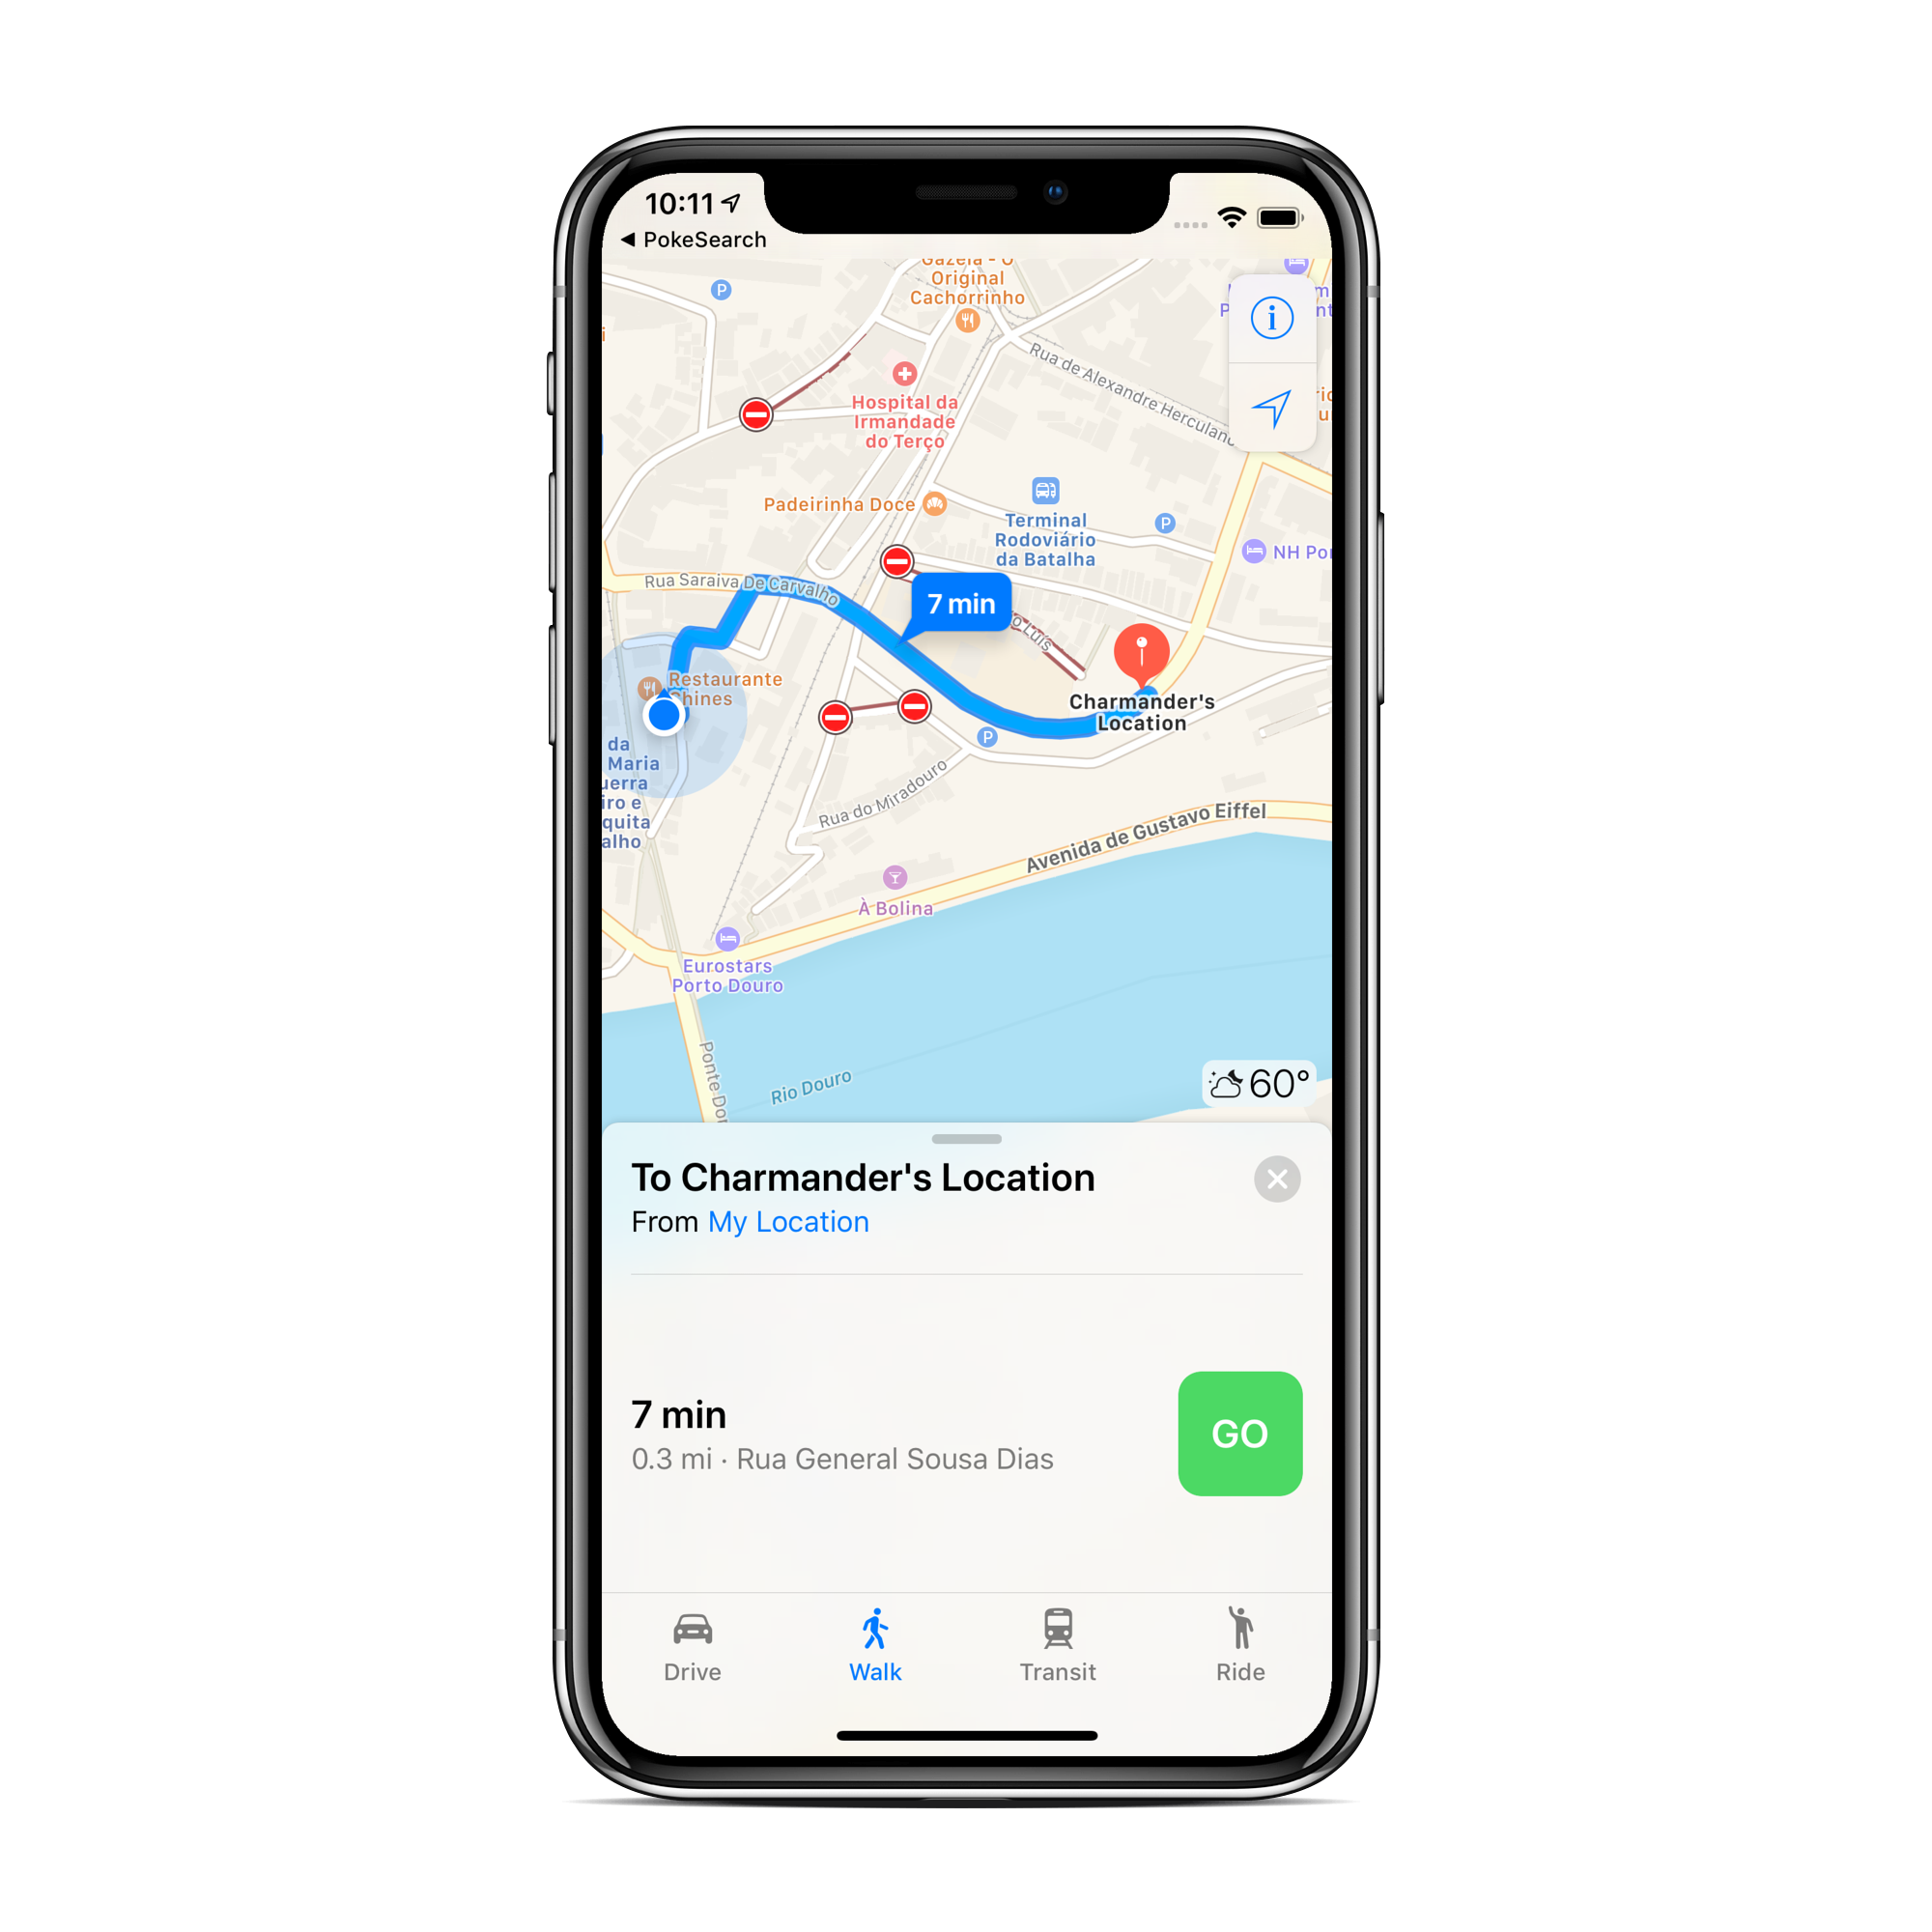 10:11
PokeSearch
Gazela - O
Original
Cachorrinho
P
Rua de Alexandre Herculano
Hospital da
Irmandade
do Terço
Padeirinha Doce
Terminal
Rodoviário
da Batalha
P
NH Por
Rua Saraiva De Carvalho
7 min
o Luís
Restaurante
Chines
Charmander's
Location
P
da
Maria
uerra
iro e
quita
alho
Rua do Miradouro
Avenida de Gustavo Eiffel
À Bolina
Eurostars
Porto Douro
Ponte Do
Rio Douro
60°
To Charmander's Location
From My Location
7 min
0.3 mi · Rua General Sousa Dias
GO
Drive
Walk
Transit
Ride